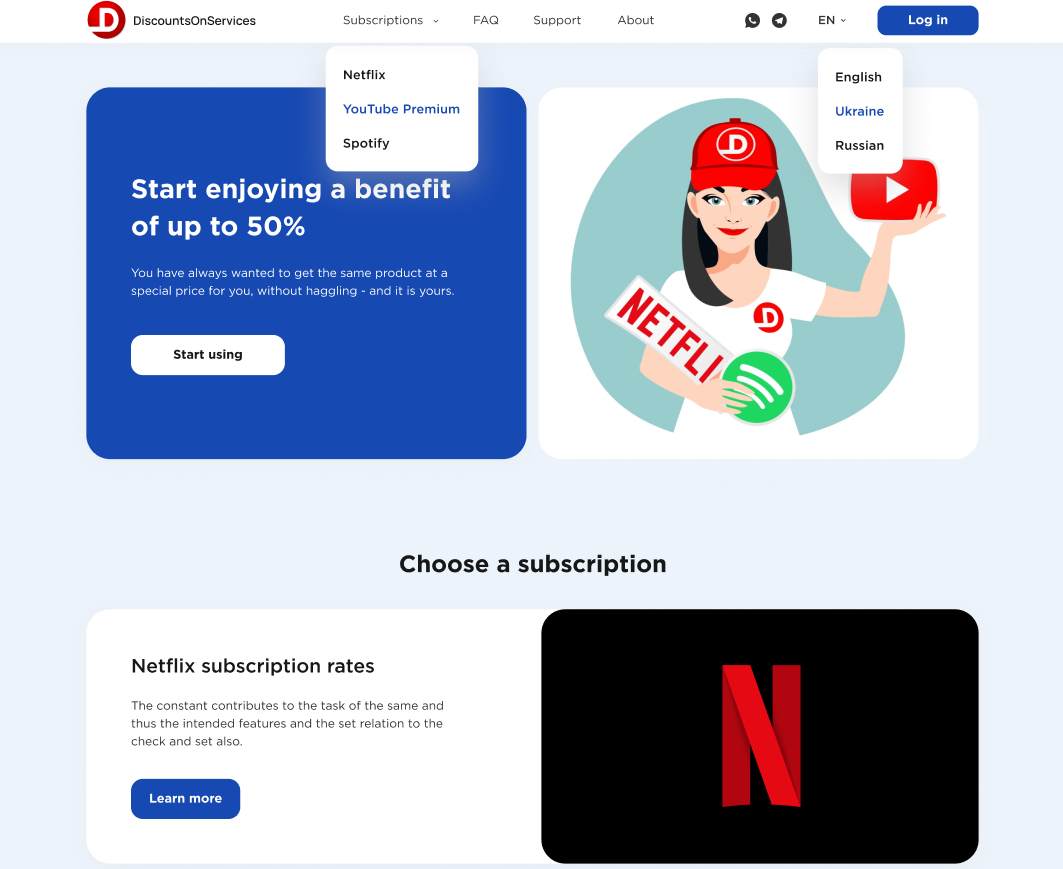 DiscountsOnServices
Subscriptions
FAQ
Support
About
EN
Log in
Netflix
YouTube Premium
Spotify
English
Ukraine
Russian
Start enjoying a benefit
of up to 50%
You have always wanted to get the same product at a
special price for you, without haggling - and it is yours.
Start using
D
D
D
NETFLI
Choose a subscription
Netflix subscription rates
The constant contributes to the task of the same and
thus the intended features and the set relation to the
check and set also.
Learn more
N